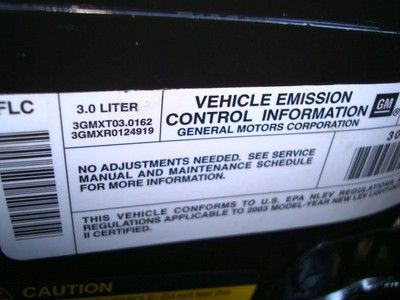 FLC
3.0 LITER
3GMXT03.0162
3GMXR0124919
VEHICLE EMISSION
CONTROL INFORMATION
GENERAL MOTORS CORPORATION
GM
NO ADJUSTMENTS NEEDED. SEE SERVICE
MANUAL AND MAINTENANCE SCHEDULE
FOR MORE INFORMATION.
THIS VEHICLE CONFORMS TO U.S. EPA NLEV REGULATIONS
REGULATIONS APPLICABLE TO 2003 MODEL-YEAR NEW LEV
II CERTIFIED.